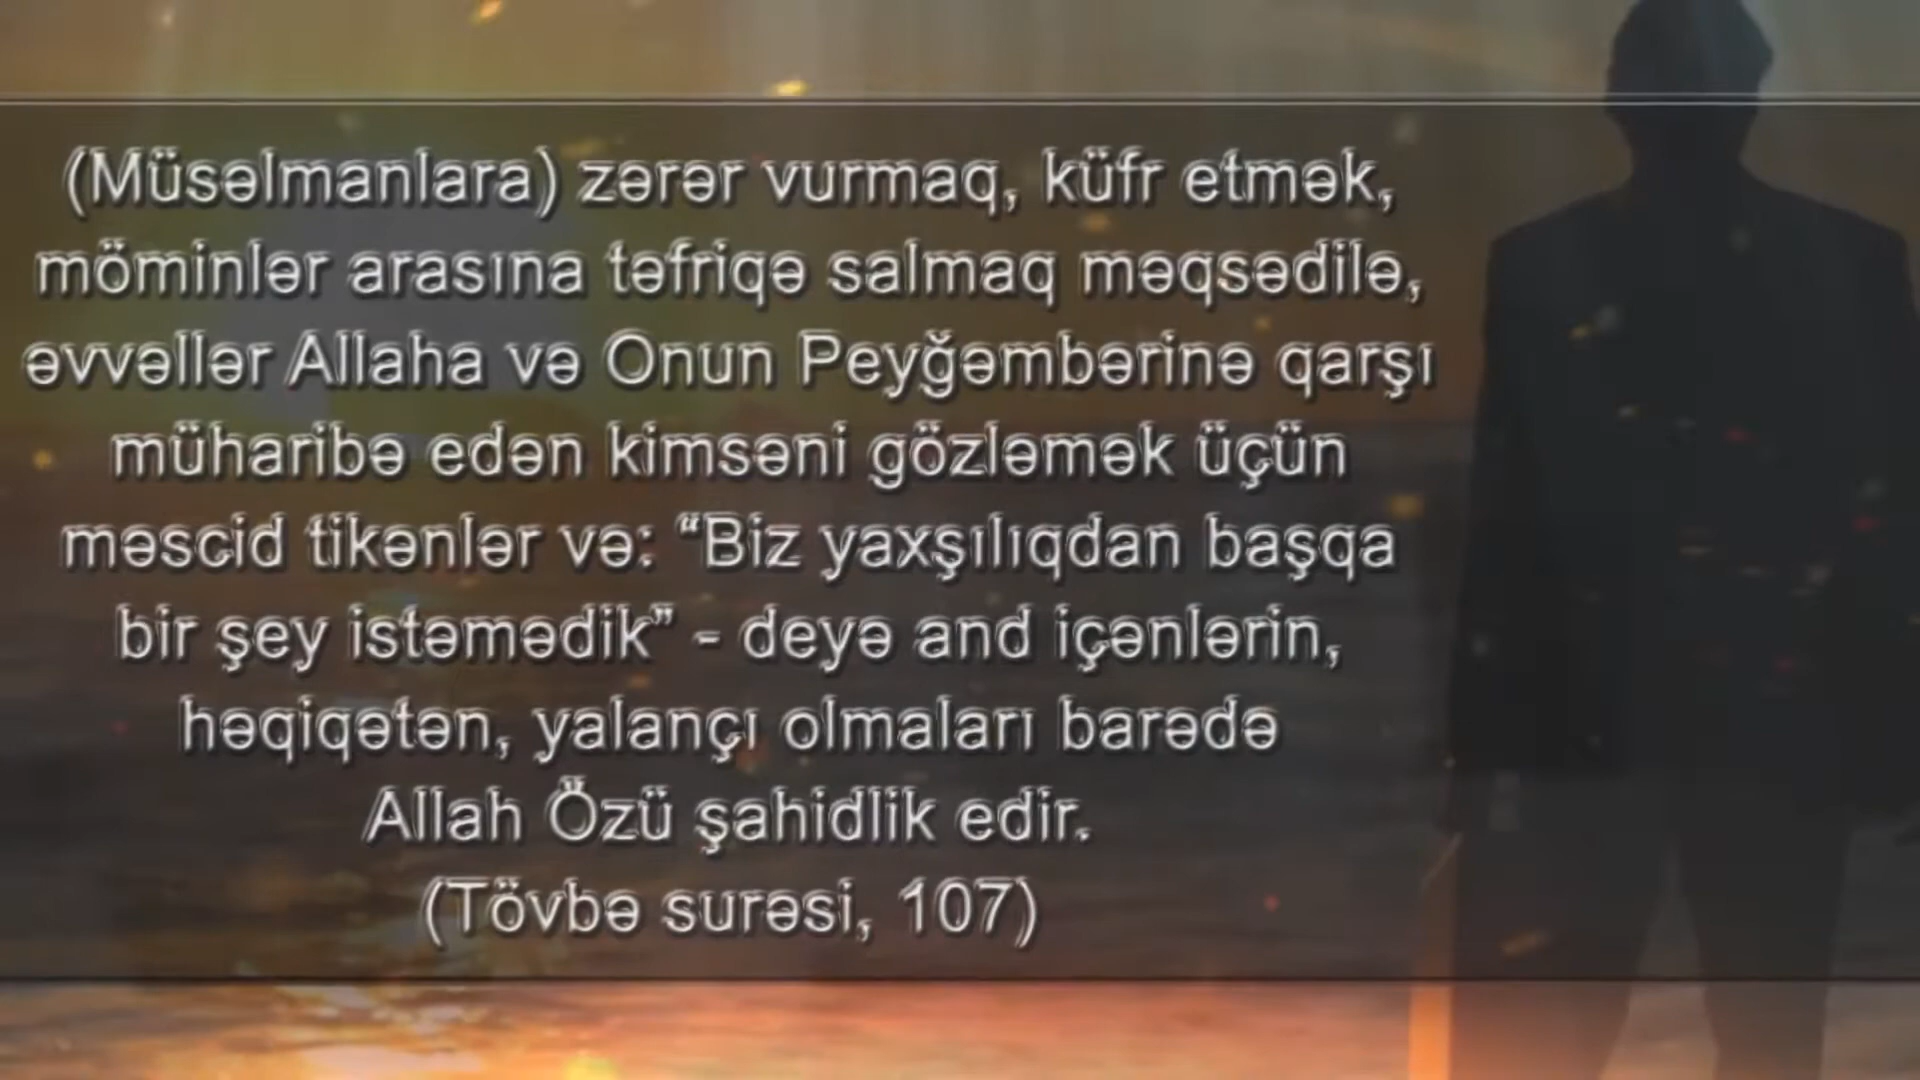 (Müsəlmanlara) zərər vurmaq, küfr etmək,
möminlər arasına təfriqə salmaq məqsədilə,
əvvəllər Allaha və Onun Peyğəmbərinə qarşı
müharibə edən kimsəni gözləmək üçün
məscid tikənlər və: “Biz yaxşılıqdan başqa
bir şey istəmədik” - deyə and içənlərin,
həqiqətən, yalançı olmaları barədə
Allah Özü şahidlik edir.
(Tövbə surəsi, 107)